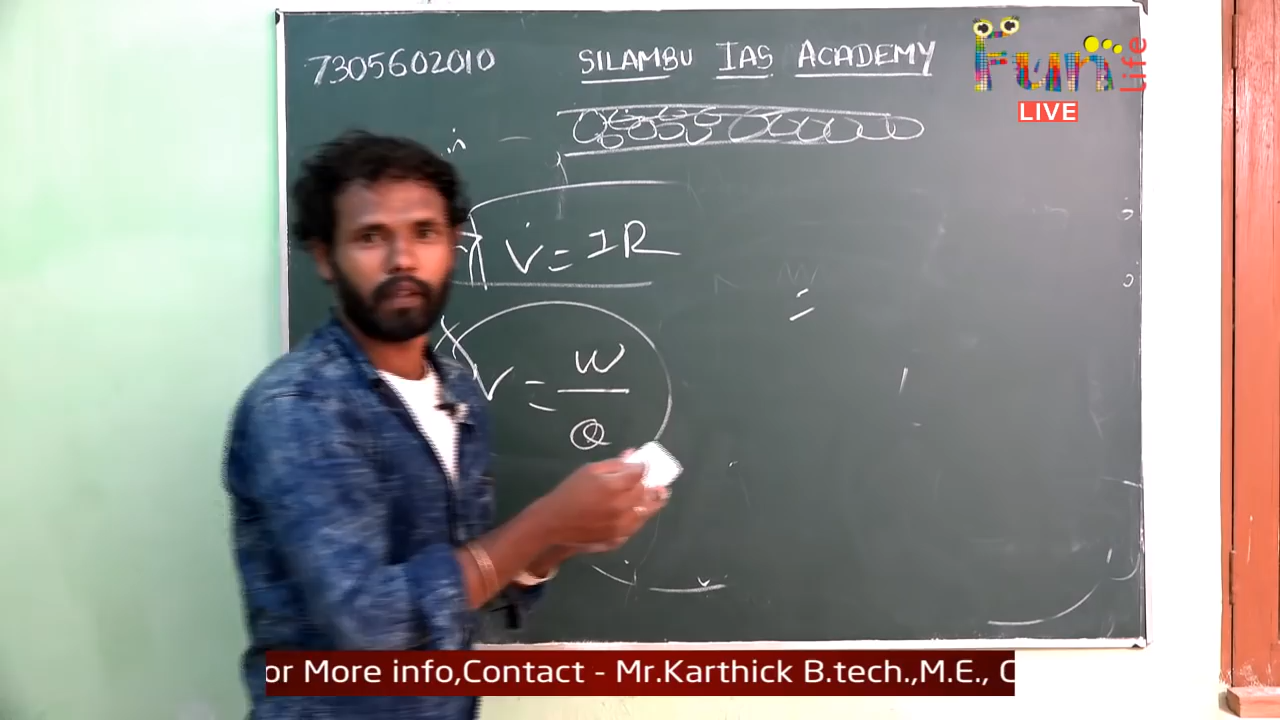 7305602010 SILAMBU IAS ACADEMY
Fun Life
LIVE
V = IR
V = W
Q
or More info,Contact - Mr.Karthick B.tech.,M.E., C